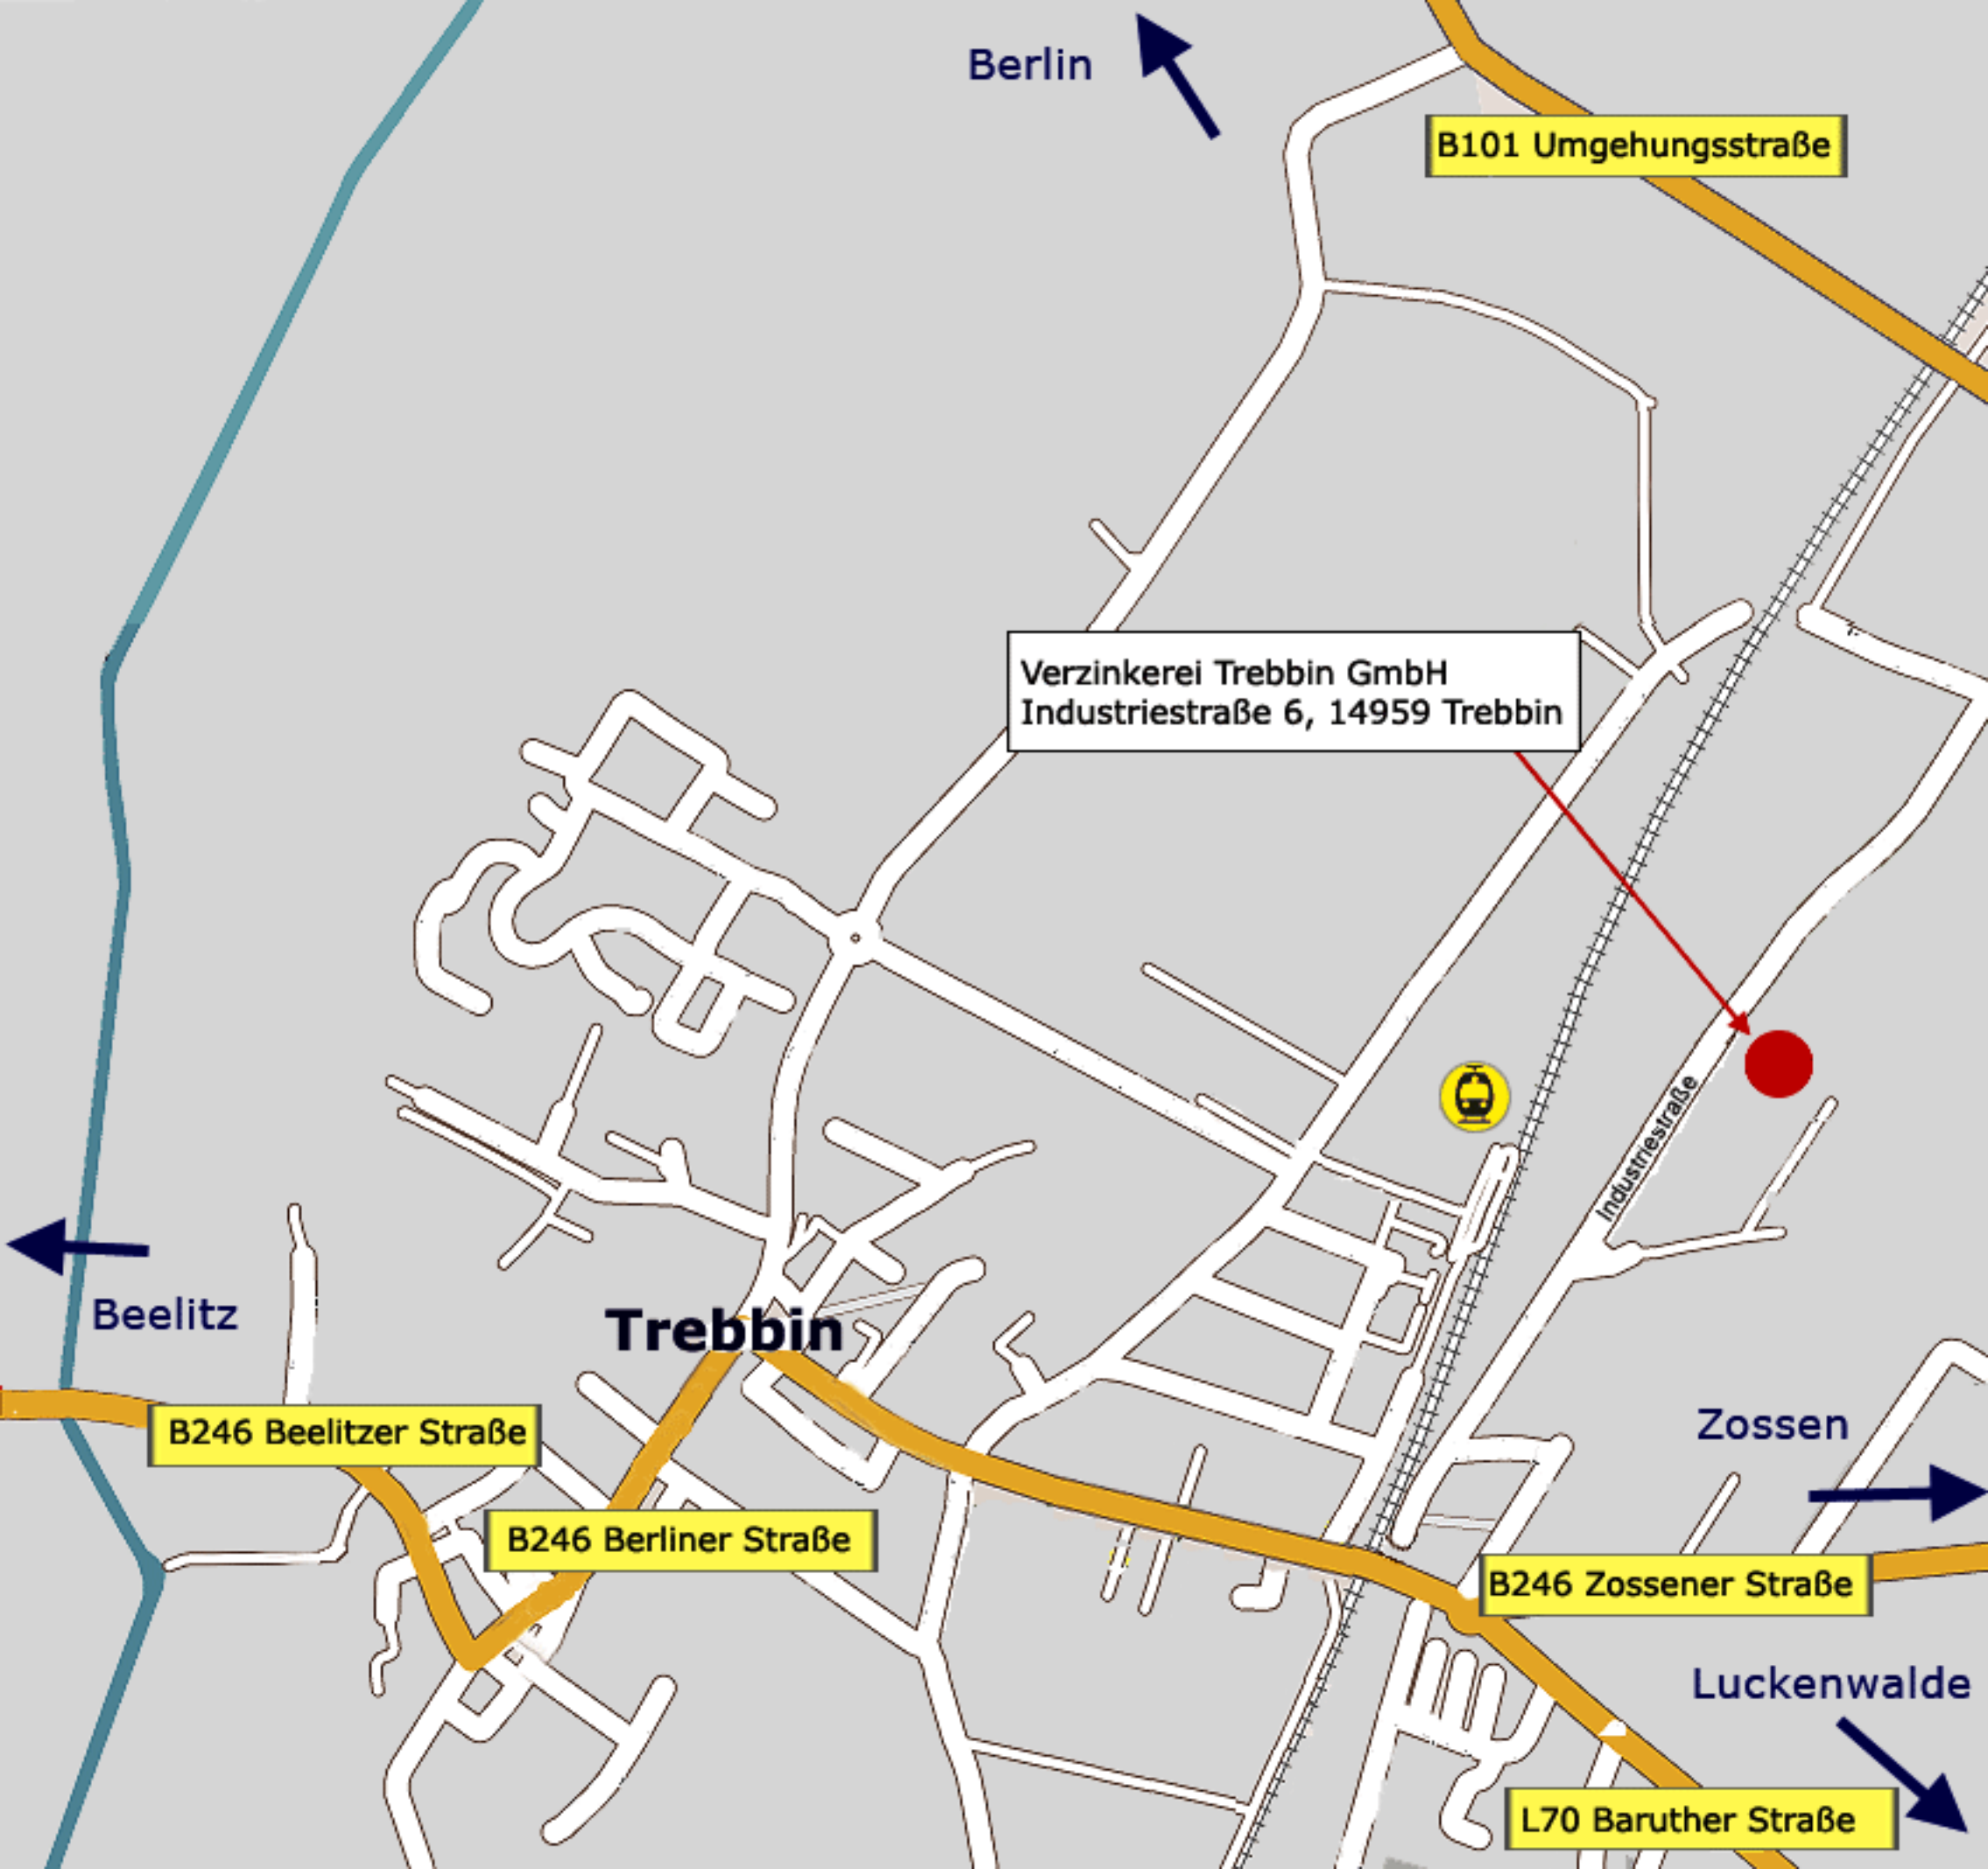 Berlin
B101 Umgehungsstraße
Verzinkerei Trebbin GmbH
Industriestraße 6, 14959 Trebbin
Industriestraße
Beelitz
Trebbin
B246 Beelitzer Straße
Zossen
B246 Berliner Straße
B246 Zossener Straße
Luckenwalde
L70 Baruther Straße